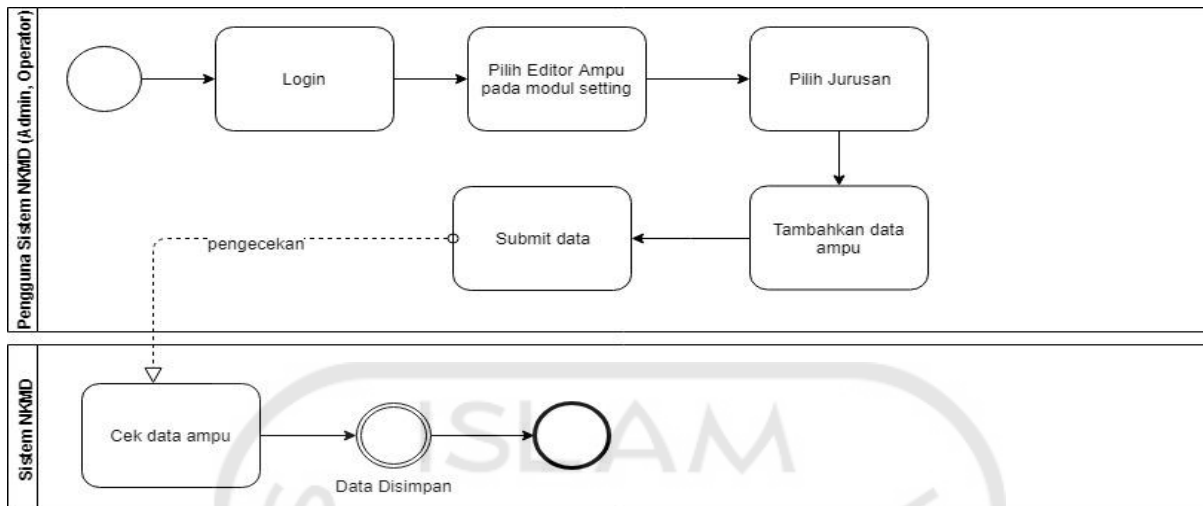 Pengguna Sistem NKMD (Admin, Operator)
Login
Pilih Editor Ampu
pada modul setting
Pilih Jurusan
Tambahkan data
ampu
Submit data
pengecekan
Sistem NKMD
Cek data ampu
Data Disimpan
ISLAM